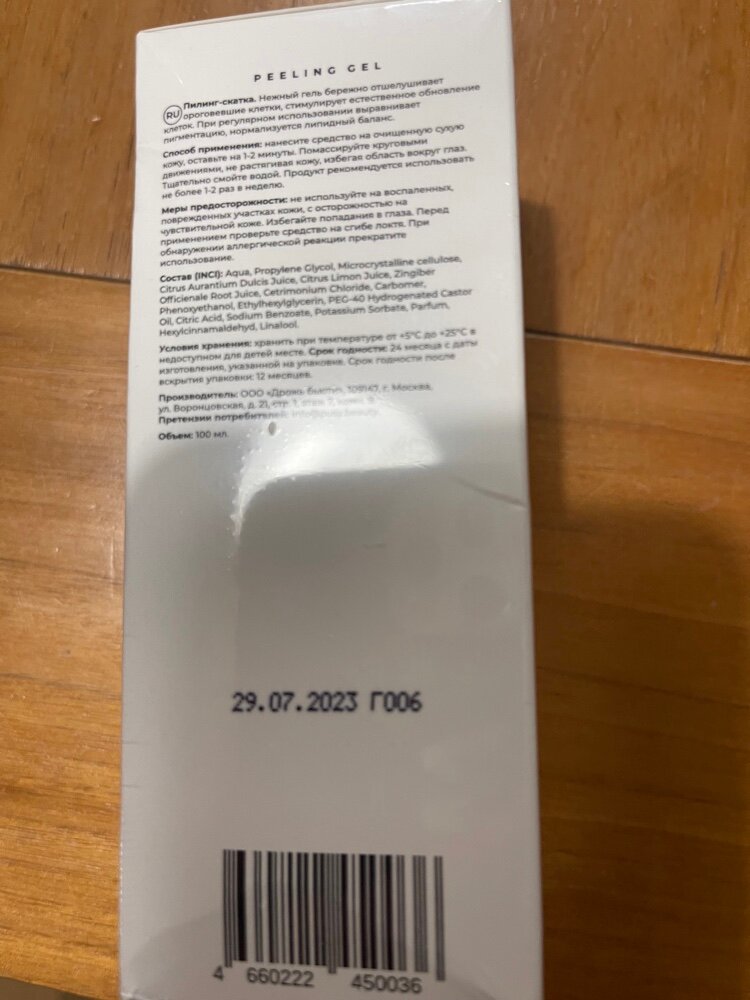 PEELING GEL
RU Пилинг-скатка. Нежный гель бережно отшелушивает
ороговевшие клетки, стимулирует естественное обновление
клеток. При регулярном использовании выравнивает
пигментацию, нормализуется липидный баланс.
Способ применения: нанесите средство на очищенную сухую
кожу, оставьте на 1-2 минуты. Помассируйте круговыми
движениями, не растягивая кожу, избегая область вокруг глаз.
Тщательно смойте водой. Продукт рекомендуется использовать
не более 1-2 раз в неделю.
Меры предосторожности: не используйте на воспаленных,
поврежденных участках кожи, с осторожностью на
чувствительной коже. Избегайте попадания в глаза. Перед
применением проверьте средство на сгибе локтя. При
обнаружении аллергической реакции прекратите
использование.
Состав (INCI): Aqua, Propylene Glycol, Microcrystalline cellulose,
Citrus Aurantium Dulcis Juice, Citrus Limon Juice, Zingiber
Officienale Root Juice, Cetrimonium Chloride, Carbomer,
Phenoxyethanol, Ethylhexylglycerin, PEG-40 Hydrogenated Castor
Oil, Citric Acid, Sodium Benzoate, Potassium Sorbate, Parfum,
Hexylcinnamaldehyd, Linalool.
Условия хранения: хранить при температуре от +5°C до +25°C в
недоступном для детей месте. Срок годности: 24 месяца с даты
изготовления, указанной на упаковке. Срок годности после
вскрытия упаковки: 12 месяцев.
Производитель: ООО «Дрожь 109147, г. Москва,
ул. Воронцовская, д. 21, стр. 1, этаж
Претензии потребителей:
Объем: 100 мл.
29.07.2023 Г006
4 660222 450036